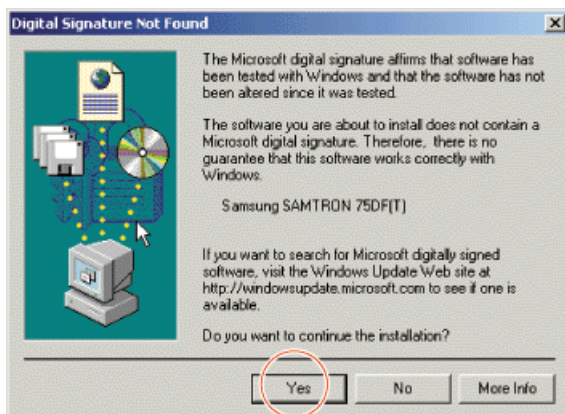 Digital Signature Not Found
The Microsoft digital signature affirms that software has
been tested with Windows and that the software has not
been altered since it was tested.
The software you are about to install does not contain a
Microsoft digital signature. Therefore, there is no
guarantee that this software works correctly with
Windows.
Samsung SAMTRON 75DF(T)
If you want to search for Microsoft digitally signed
software, visit the Windows Update Web site at
http://windowsupdate.microsoft.com to see if one is
available.
Do you want to continue the installation?
Yes No More Info